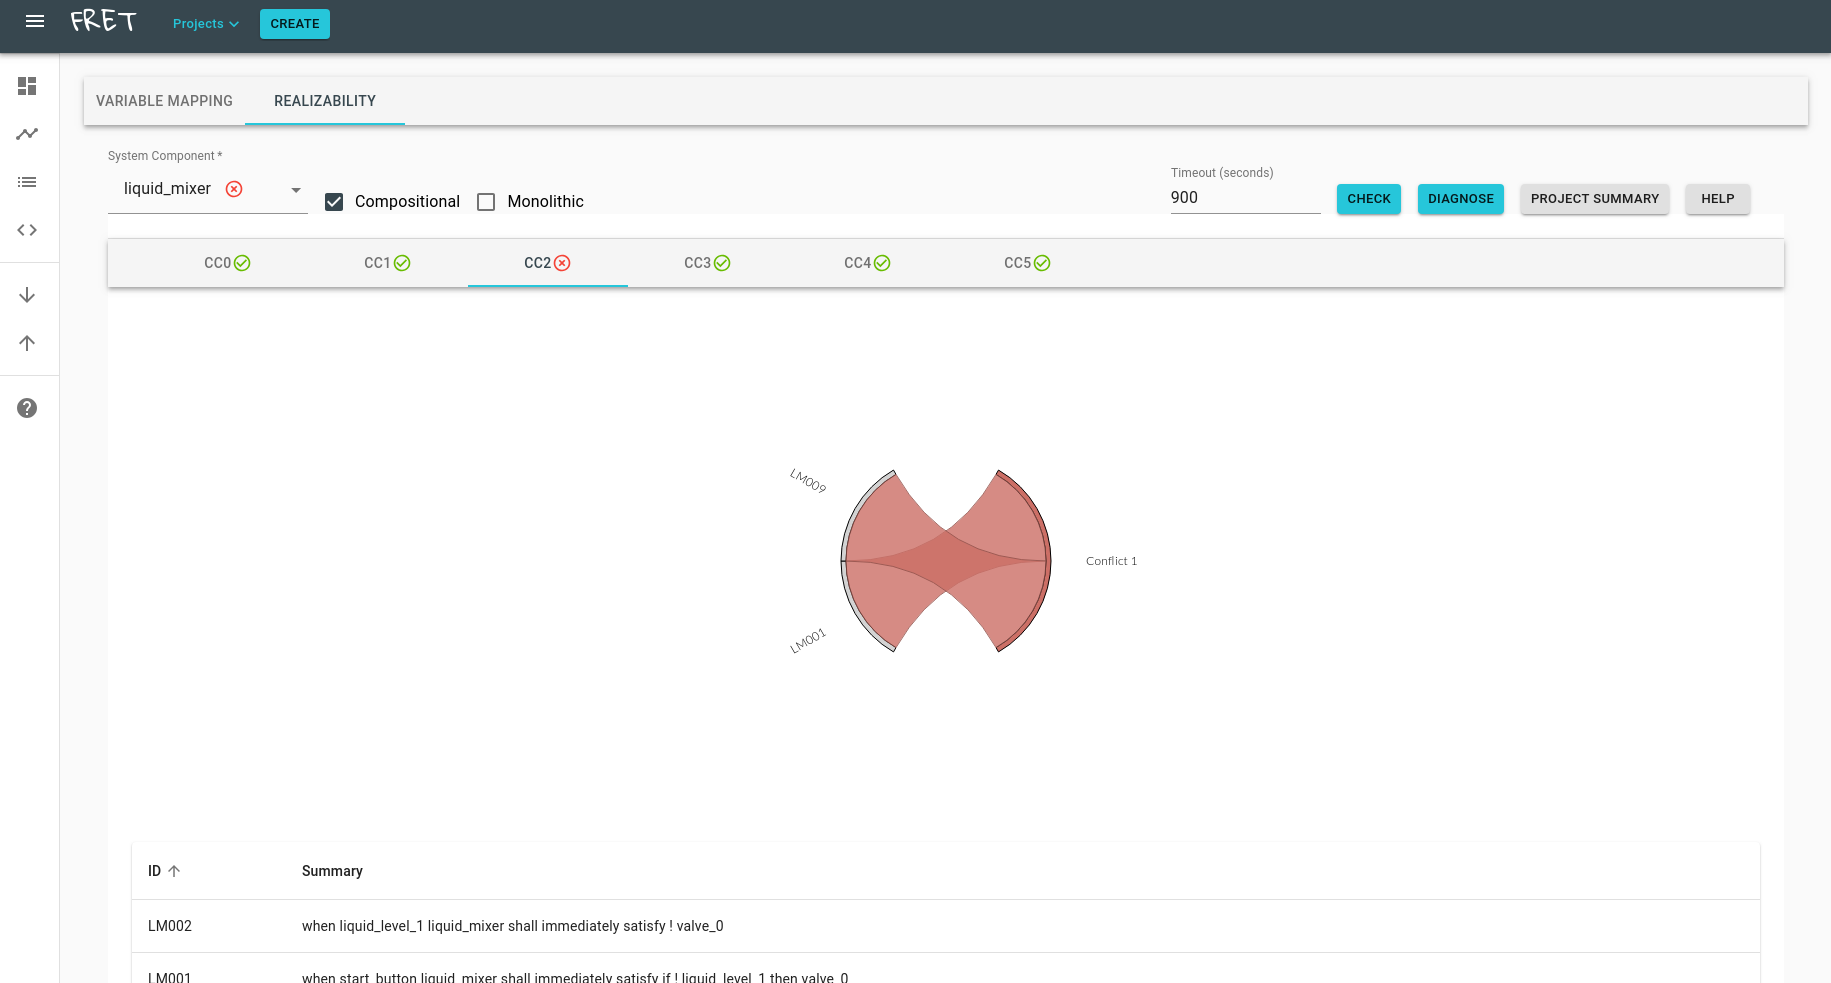 FRET Projects CREATE
VARIABLE MAPPING REALIZABILITY
System Component *
liquid_mixer
Compositional Monolithic
Timeout (seconds)
900
CHECK DIAGNOSE PROJECT SUMMARY HELP
CC0 CC1 CC2 CC3 CC4 CC5
LM009
Conflict 1
LM001
ID Summary
LM002 when liquid_level_1 liquid_mixer shall immediately satisfy ! valve_0
LM001 when start_button liquid_mixer shall immediately satisfy if ! liquid_level_1 then valve_0